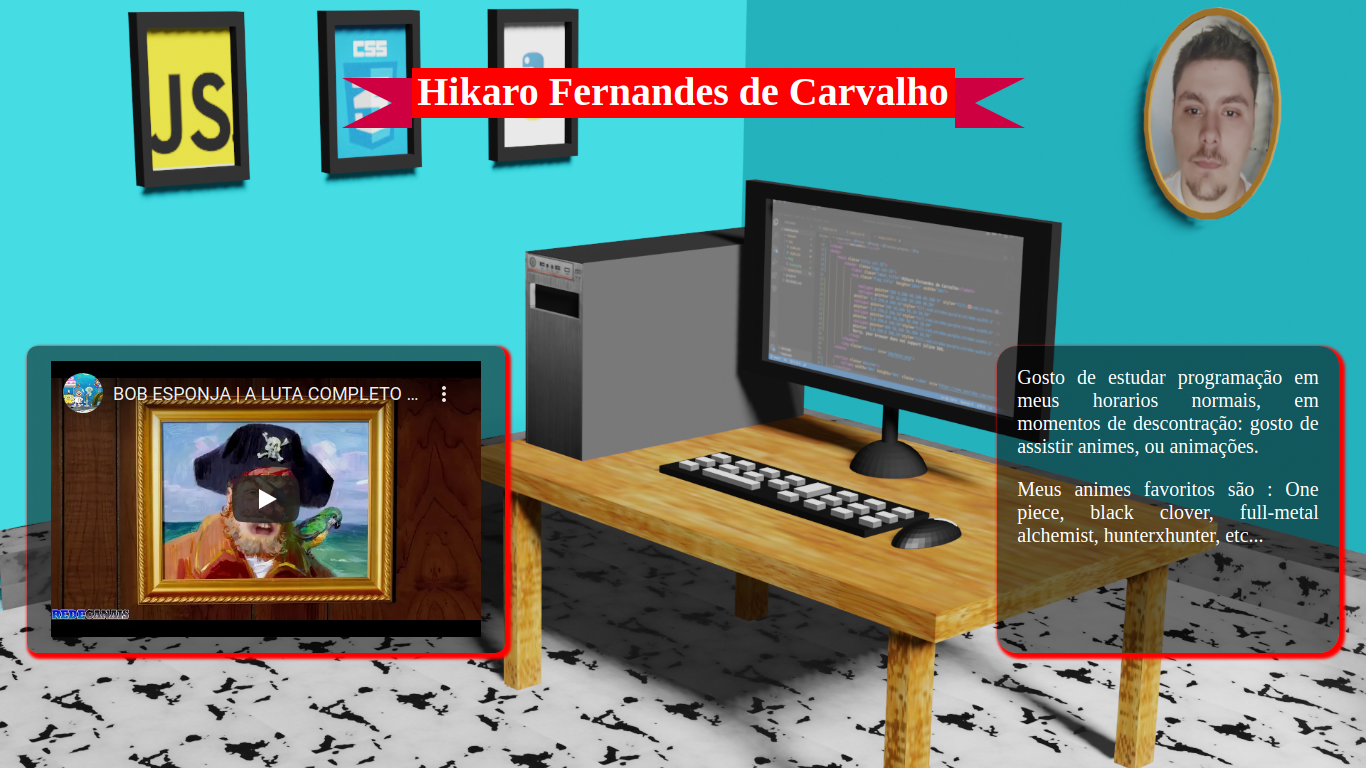 JS
CSS
Hikaro Fernandes de Carvalho
BOB ESPONJA | A LUTA COMPLETO ...
REDECANAIS
Gosto de estudar programação em
meus horarios normais, em
momentos de descontração: gosto de
assistir animes, ou animações.
Meus animes favoritos são : One
piece, black clover, full-metal
alchemist, hunterxhunter, etc...